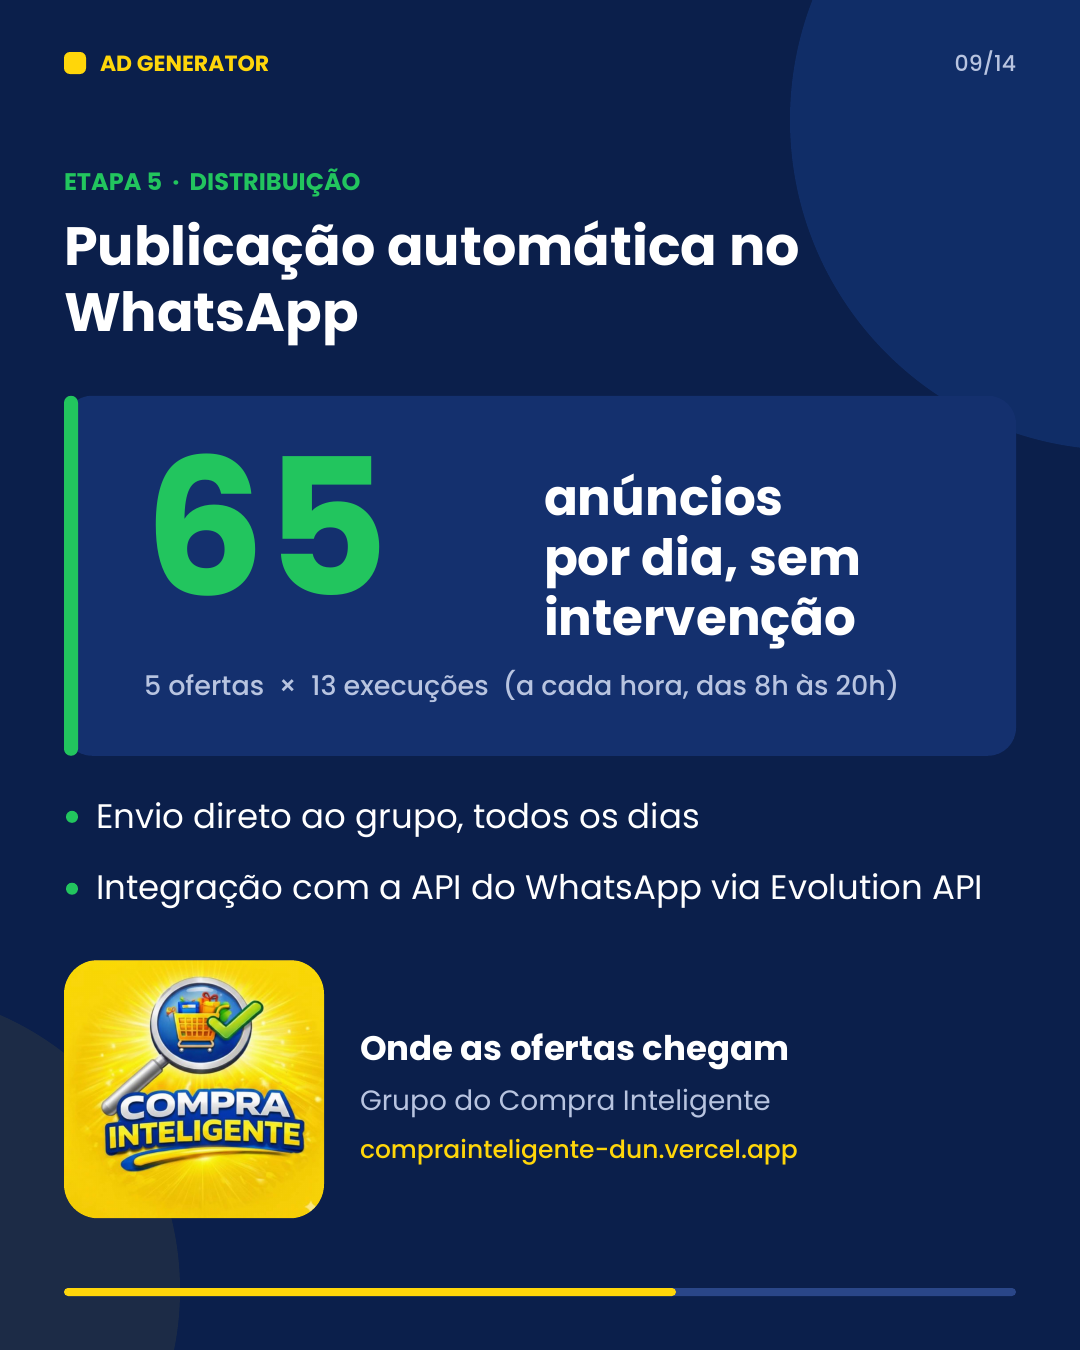 AD GENERATOR
09/14
ETAPA 5 · DISTRIBUIÇÃO
Publicação automática no
WhatsApp
65
anúncios
por dia, sem
intervenção
5 ofertas × 13 execuções (a cada hora, das 8h às 20h)
• Envio direto ao grupo, todos os dias
• Integração com a API do WhatsApp via Evolution API
COMPRA
INTELIGENTE
Onde as ofertas chegam
Grupo do Compra Inteligente
comprainteligente-dun.vercel.app